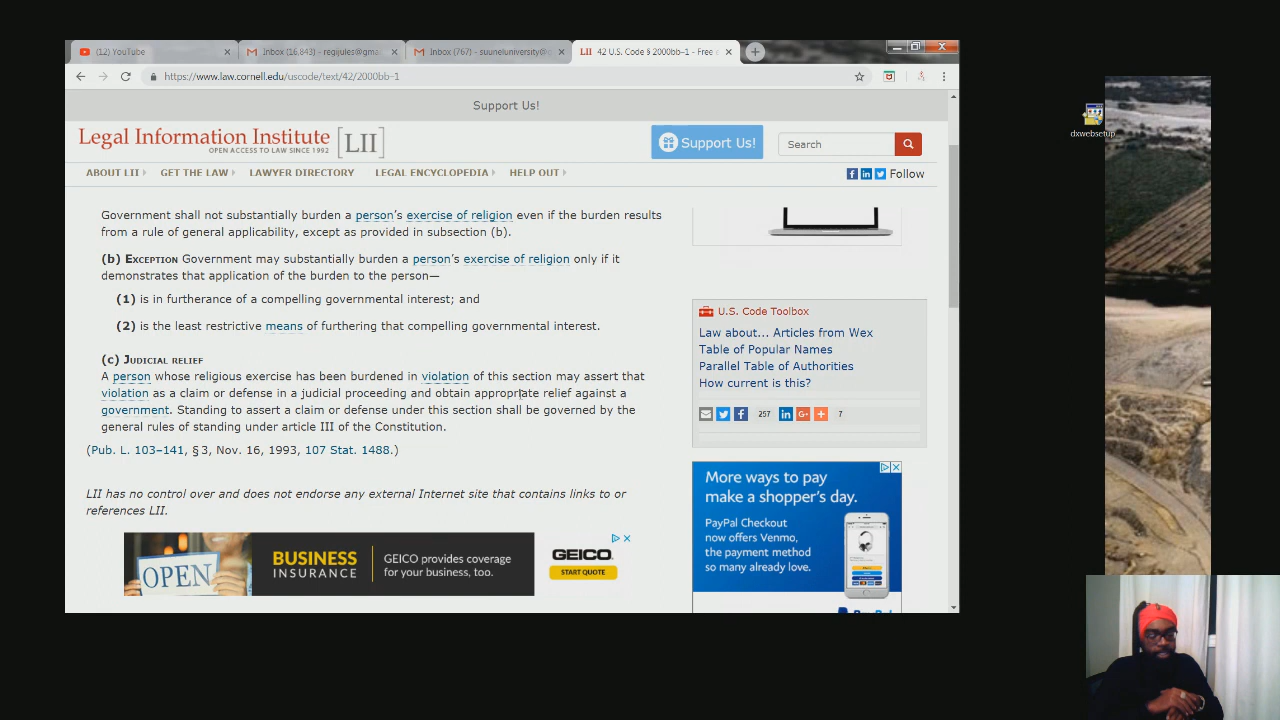 (12) YouTube
Inbox (16,843) - regijules@gma
Inbox (767) - suuneluniversity@
LII 42 U.S. Code § 2000bb–1 - Free
https://www.law.cornell.edu/uscode/text/42/2000bb-1
Support Us!
Legal Information Institute [LII]
OPEN ACCESS TO LAW SINCE 1992
Support Us!
Search
ABOUT LII
GET THE LAW
LAWYER DIRECTORY
LEGAL ENCYCLOPEDIA
HELP OUT
Follow
Government shall not substantially burden a person's exercise of religion even if the burden results
from a rule of general applicability, except as provided in subsection (b).
(b) EXCEPTION Government may substantially burden a person's exercise of religion only if it
demonstrates that application of the burden to the person—
(1) is in furtherance of a compelling governmental interest; and
(2) is the least restrictive means of furthering that compelling governmental interest.
(c) JUDICIAL RELIEF
A person whose religious exercise has been burdened in violation of this section may assert that
violation as a claim or defense in a judicial proceeding and obtain appropriate relief against a
government. Standing to assert a claim or defense under this section shall be governed by the
general rules of standing under article III of the Constitution.
(Pub. L. 103–141, § 3, Nov. 16, 1993, 107 Stat. 1488.)
LII has no control over and does not endorse any external Internet site that contains links to or
references LII.
OPEN
BUSINESS
INSURANCE
GEICO provides coverage
for your business, too.
GEICO
START QUOTE
U.S. Code Toolbox
Law about... Articles from Wex
Table of Popular Names
Parallel Table of Authorities
How current is this?
257
7
More ways to pay
make a shopper's day.
PayPal Checkout
now offers Venmo,
the payment method
so many already love.
dxwebsetup